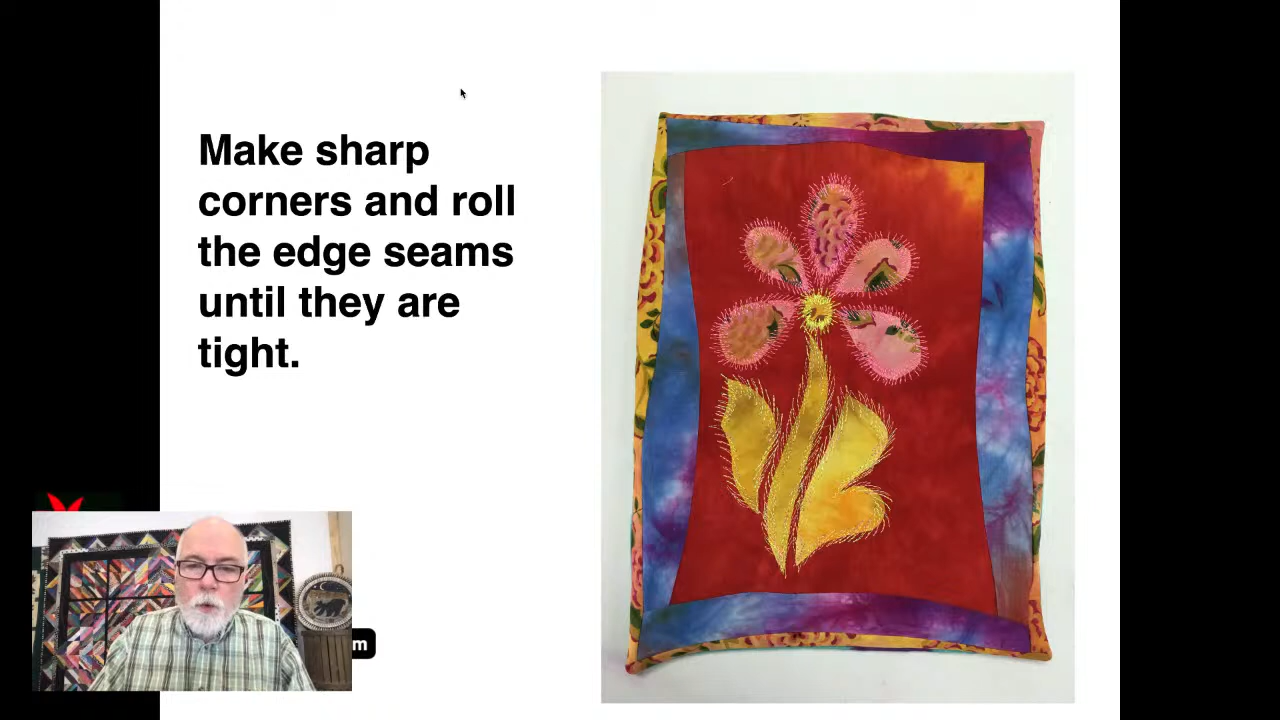 Make sharp
corners and roll
the edge seams
until they are
tight.
m